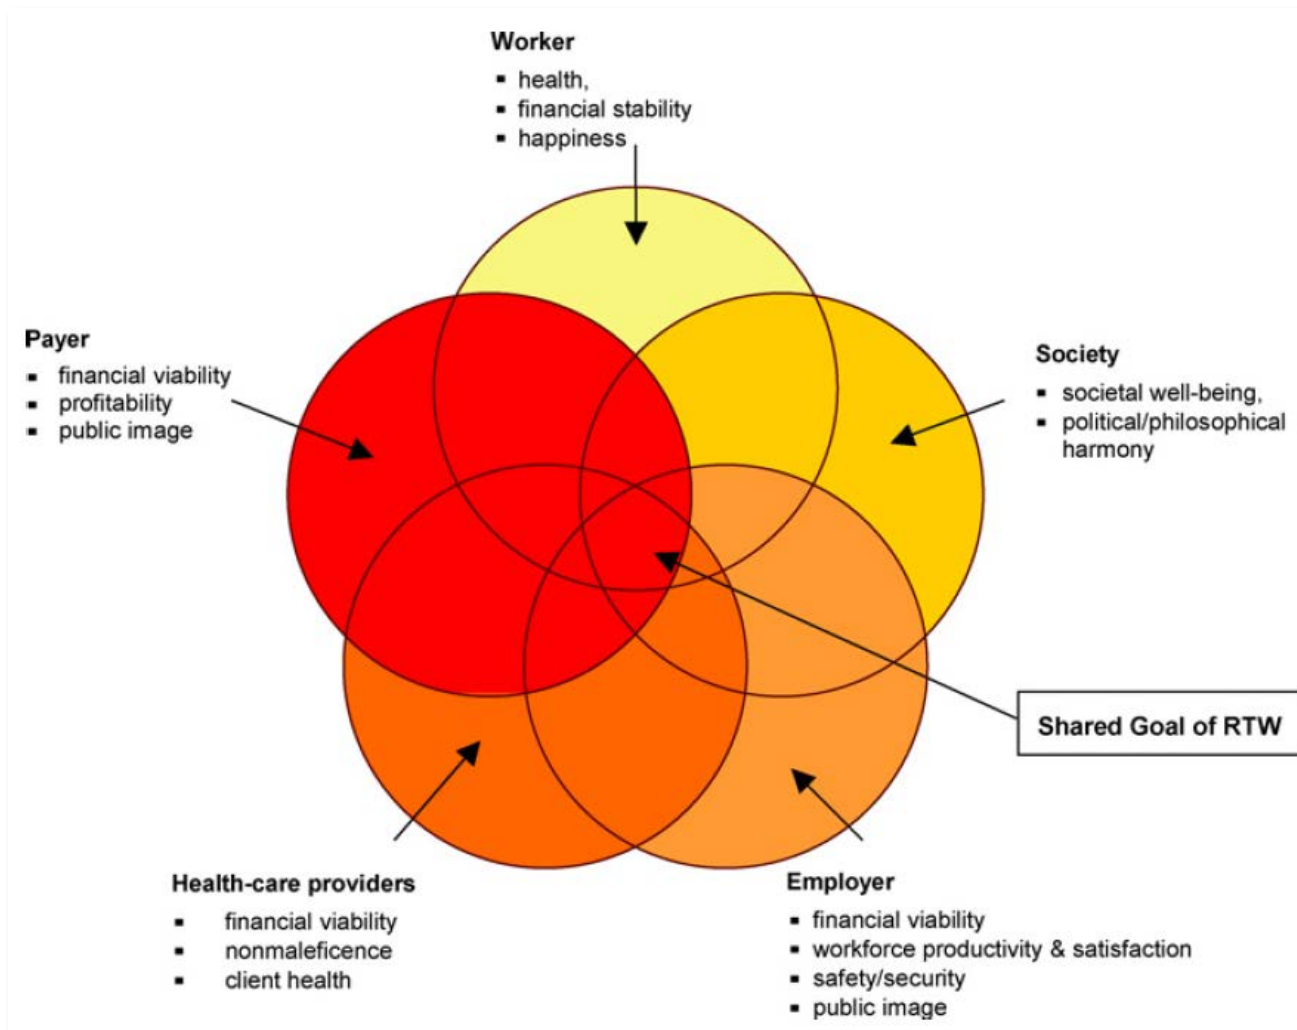 Worker
▪ health,
▪ financial stability
▪ happiness
Payer
▪ financial viability
▪ profitability
▪ public image
Society
▪ societal well-being,
▪ political/philosophical
harmony
Shared Goal of RTW
Health-care providers
▪ financial viability
▪ nonmaleficence
▪ client health
Employer
▪ financial viability
▪ workforce productivity & satisfaction
▪ safety/security
▪ public image